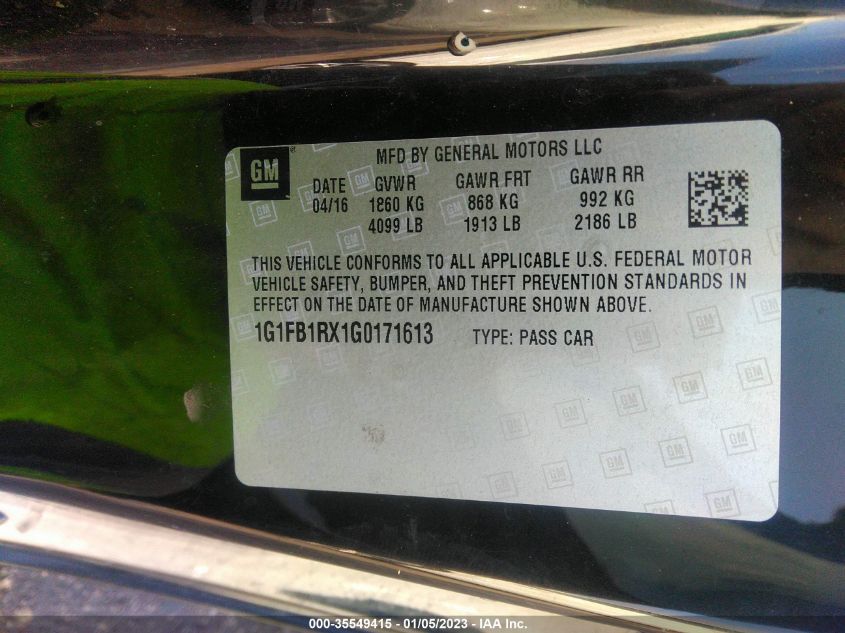 GM
MFD BY GENERAL MOTORS LLC
DATE GVWR GAWR FRT GAWR RR
04/16 1860 KG 868 KG 992 KG
4099 LB 1913 LB 2186 LB
THIS VEHICLE CONFORMS TO ALL APPLICABLE U.S. FEDERAL MOTOR
VEHICLE SAFETY, BUMPER, AND THEFT PREVENTION STANDARDS IN
EFFECT ON THE DATE OF MANUFACTURE SHOWN ABOVE.
1G1FB1RX1G0171613 TYPE: PASS CAR
000-35549415 - 01/05/2023 - IAA Inc.